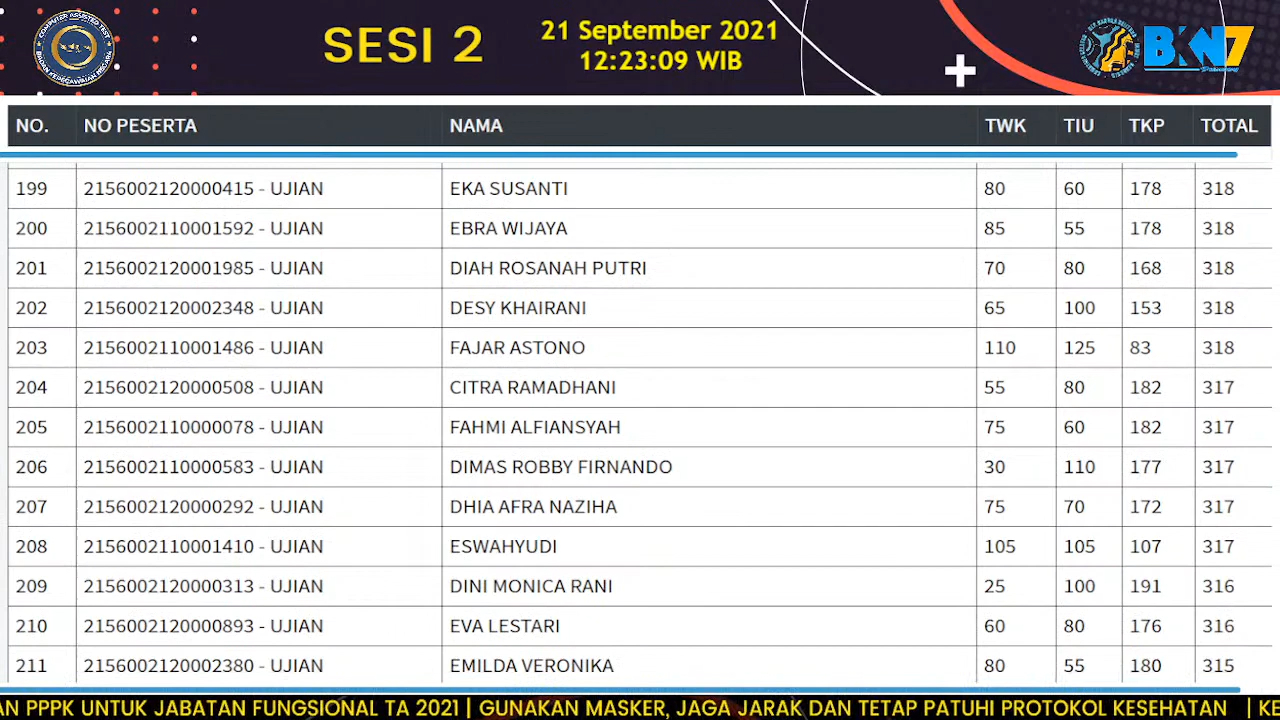 COMPUTER ASSISTED TEST
BADAN KEPEGAWAIAN NEGARA
SESI 2
21 September 2021
12:23:09 WIB
BKN7
NO. NO PESERTA NAMA TWK TIU TKP TOTAL
199 2156002120000415 - UJIAN EKA SUSANTI 80 60 178 318
200 2156002110001592 - UJIAN EBRA WIJAYA 85 55 178 318
201 2156002120001985 - UJIAN DIAH ROSANAH PUTRI 70 80 168 318
202 2156002120002348 - UJIAN DESY KHAIRANI 65 100 153 318
203 2156002110001486 - UJIAN FAJAR ASTONO 110 125 83 318
204 2156002120000508 - UJIAN CITRA RAMADHANI 55 80 182 317
205 2156002110000078 - UJIAN FAHMI ALFIANSYAH 75 60 182 317
206 2156002110000583 - UJIAN DIMAS ROBBY FIRNANDO 30 110 177 317
207 2156002120000292 - UJIAN DHIA AFRA NAZIHA 75 70 172 317
208 2156002110001410 - UJIAN ESWAHYUDI 105 105 107 317
209 2156002120000313 - UJIAN DINI MONICA RANI 25 100 191 316
210 2156002120000893 - UJIAN EVA LESTARI 60 80 176 316
211 2156002120002380 - UJIAN EMILDA VERONIKA 80 55 180 315
AN PPPK UNTUK JABATAN FUNGSIONAL TA 2021 | GUNAKAN MASKER, JAGA JARAK DAN TETAP PATUHI PROTOKOL KESEHATAN | KE